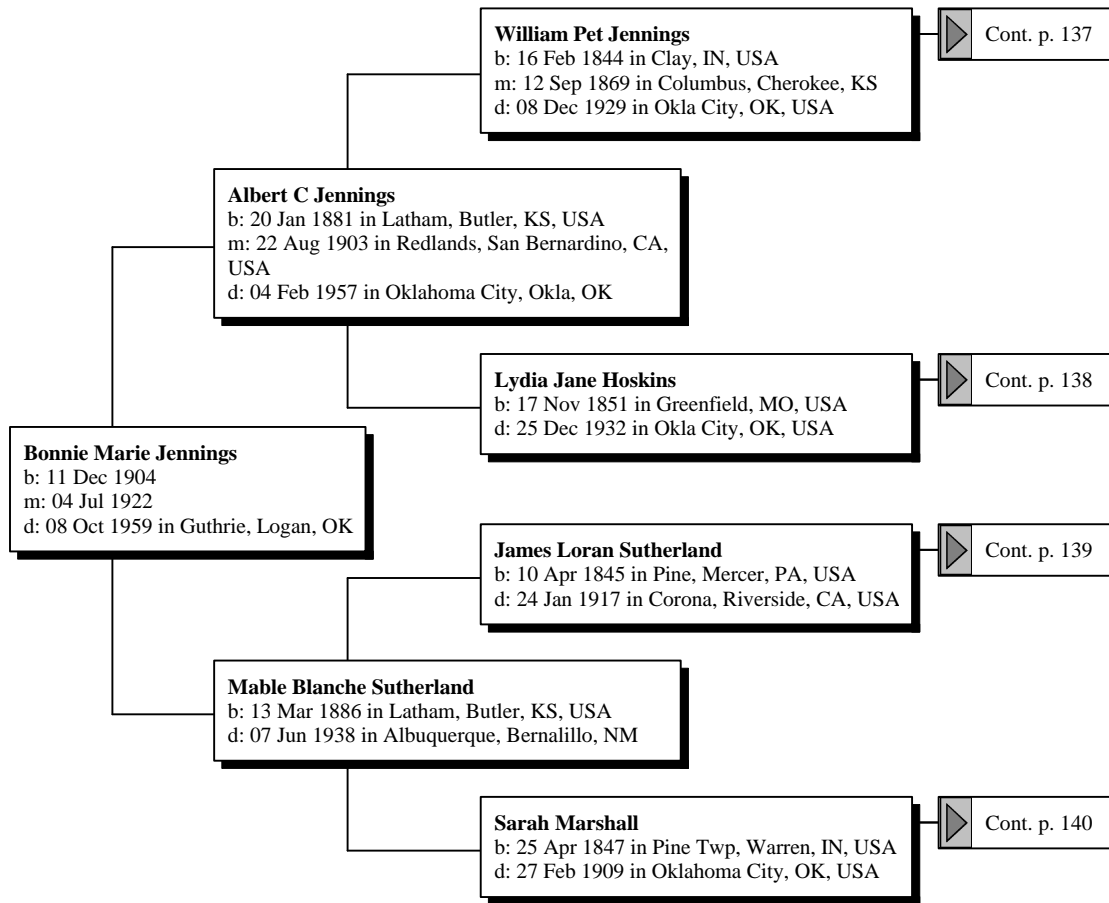 William Pet Jennings
b: 16 Feb 1844 in Clay, IN, USA
m: 12 Sep 1869 in Columbus, Cherokee, KS
d: 08 Dec 1929 in Okla City, OK, USA
Cont. p. 137
Albert C Jennings
b: 20 Jan 1881 in Latham, Butler, KS, USA
m: 22 Aug 1903 in Redlands, San Bernardino, CA,
USA
d: 04 Feb 1957 in Oklahoma City, Okla, OK
Lydia Jane Hoskins
b: 17 Nov 1851 in Greenfield, MO, USA
d: 25 Dec 1932 in Okla City, OK, USA
Cont. p. 138
Bonnie Marie Jennings
b: 11 Dec 1904
m: 04 Jul 1922
d: 08 Oct 1959 in Guthrie, Logan, OK
James Loran Sutherland
b: 10 Apr 1845 in Pine, Mercer, PA, USA
d: 24 Jan 1917 in Corona, Riverside, CA, USA
Cont. p. 139
Mable Blanche Sutherland
b: 13 Mar 1886 in Latham, Butler, KS, USA
d: 07 Jun 1938 in Albuquerque, Bernalillo, NM
Sarah Marshall
b: 25 Apr 1847 in Pine Twp, Warren, IN, USA
d: 27 Feb 1909 in Oklahoma City, OK, USA
Cont. p. 140